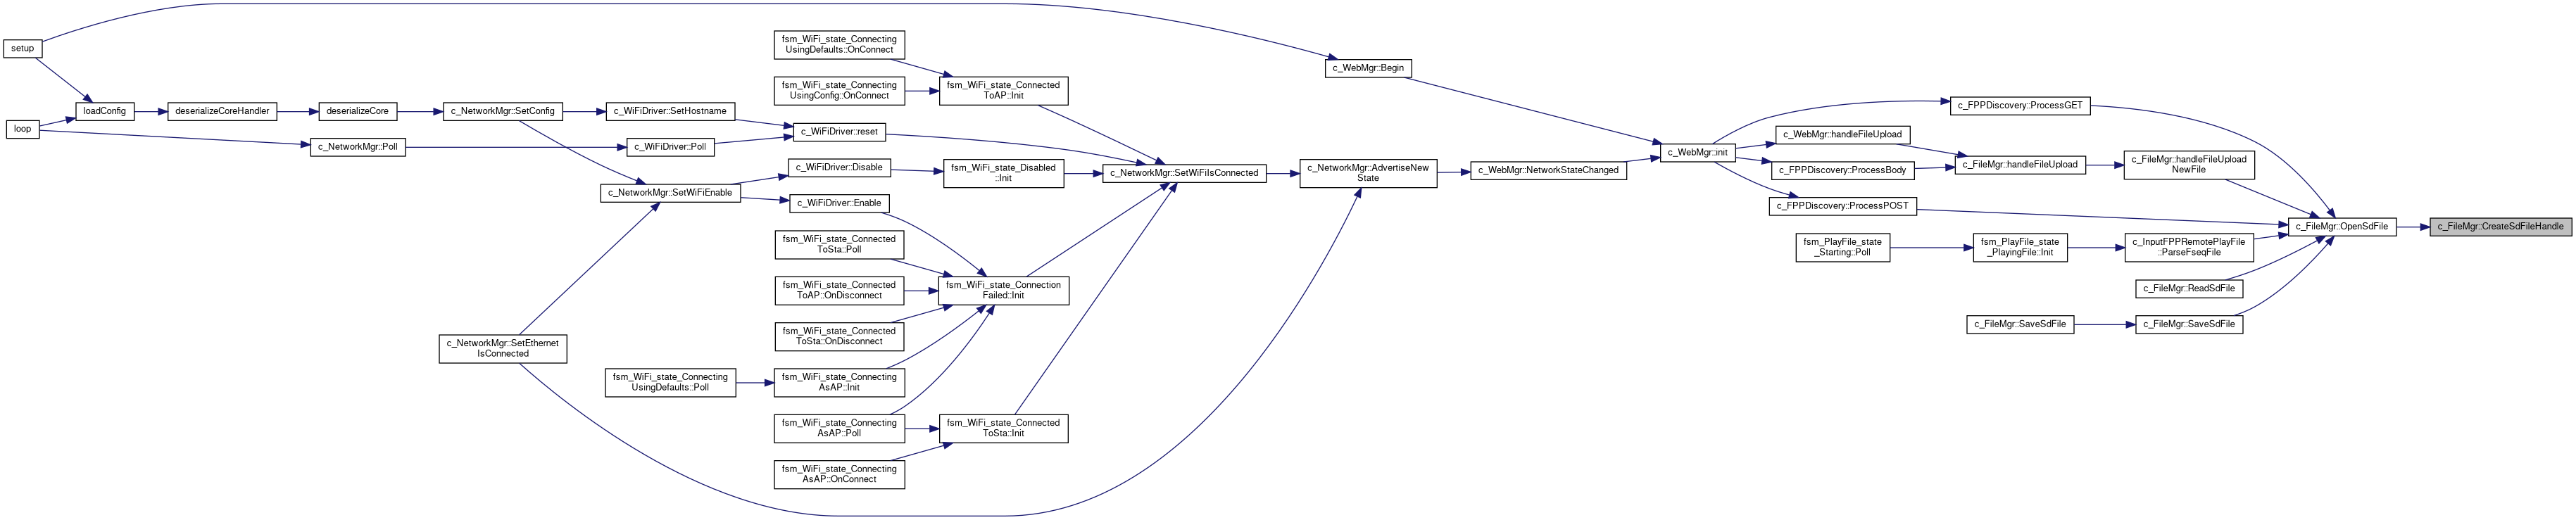 setup
loop
loadConfig
deserializeCoreHandler
c_NetworkMgr::Poll
deserializeCore
c_NetworkMgr::SetConfig
c_NetworkMgr::SetEthernet
IsConnected
c_WiFiDriver::SetHostname
c_WiFiDriver::Poll
c_NetworkMgr::SetWiFiEnable
fsm_WiFi_state_Connecting
UsingDefaults::Poll
fsm_WiFi_state_Connecting
UsingDefaults::OnConnect
fsm_WiFi_state_Connecting
UsingConfig::OnConnect
c_WiFiDriver::reset
c_WiFiDriver::Disable
c_WiFiDriver::Enable
fsm_WiFi_state_Connected
ToSta::Poll
fsm_WiFi_state_Connected
ToAP::OnDisconnect
fsm_WiFi_state_Connected
ToSta::OnDisconnect
fsm_WiFi_state_Connecting
AsAP::Init
fsm_WiFi_state_Connecting
AsAP::Poll
fsm_WiFi_state_Connecting
AsAP::OnConnect
fsm_WiFi_state_Connected
ToAP::Init
fsm_WiFi_state_Disabled
::Init
fsm_WiFi_state_Connection
Failed::Init
fsm_WiFi_state_Connected
ToSta::Init
c_NetworkMgr::SetWiFiIsConnected
c_WebMgr::Begin
c_NetworkMgr::AdvertiseNew
State
c_WebMgr::NetworkStateChanged
c_WebMgr::init
c_FPPDiscovery::ProcessGET
c_WebMgr::handleFileUpload
c_FPPDiscovery::ProcessBody
c_FPPDiscovery::ProcessPOST
fsm_PlayFile_state
_Starting::Poll
c_FileMgr::handleFileUpload
fsm_PlayFile_state
_PlayingFile::Init
c_FileMgr::SaveSdFile
c_FileMgr::handleFileUpload
NewFile
c_InputFPPRemotePlayFile
::ParseFseqFile
c_FileMgr::ReadSdFile
c_FileMgr::SaveSdFile
c_FileMgr::OpenSdFile
c_FileMgr::CreateSdFileHandle